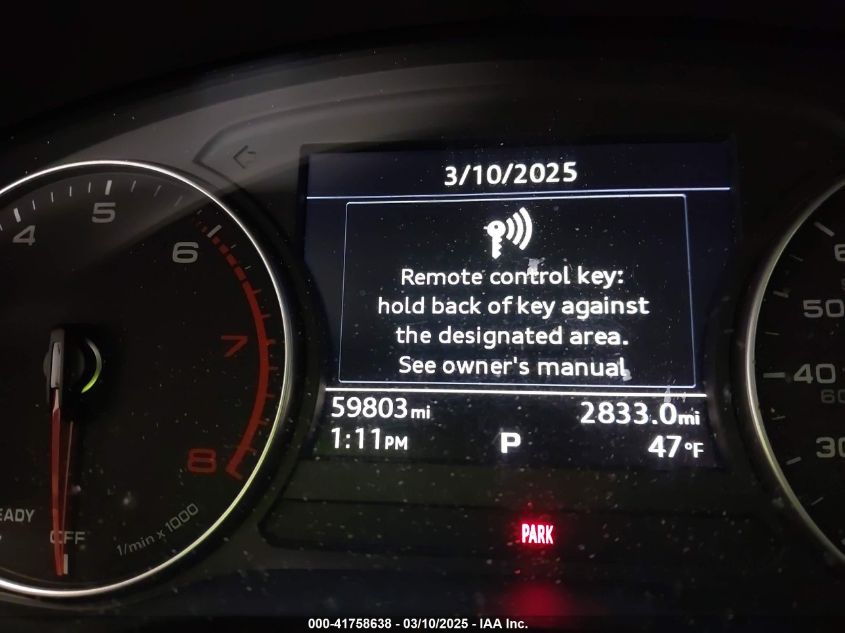 3/10/2025
Remote control key:
hold back of key against
the designated area.
See owner's manual
59803mi 2833.0mi
1:11PM P 47°F
PARK
4
5
6
7
8
OFF
1/min x 1000
50
40
000-41758638 - 03/10/2025 - IAA Inc.